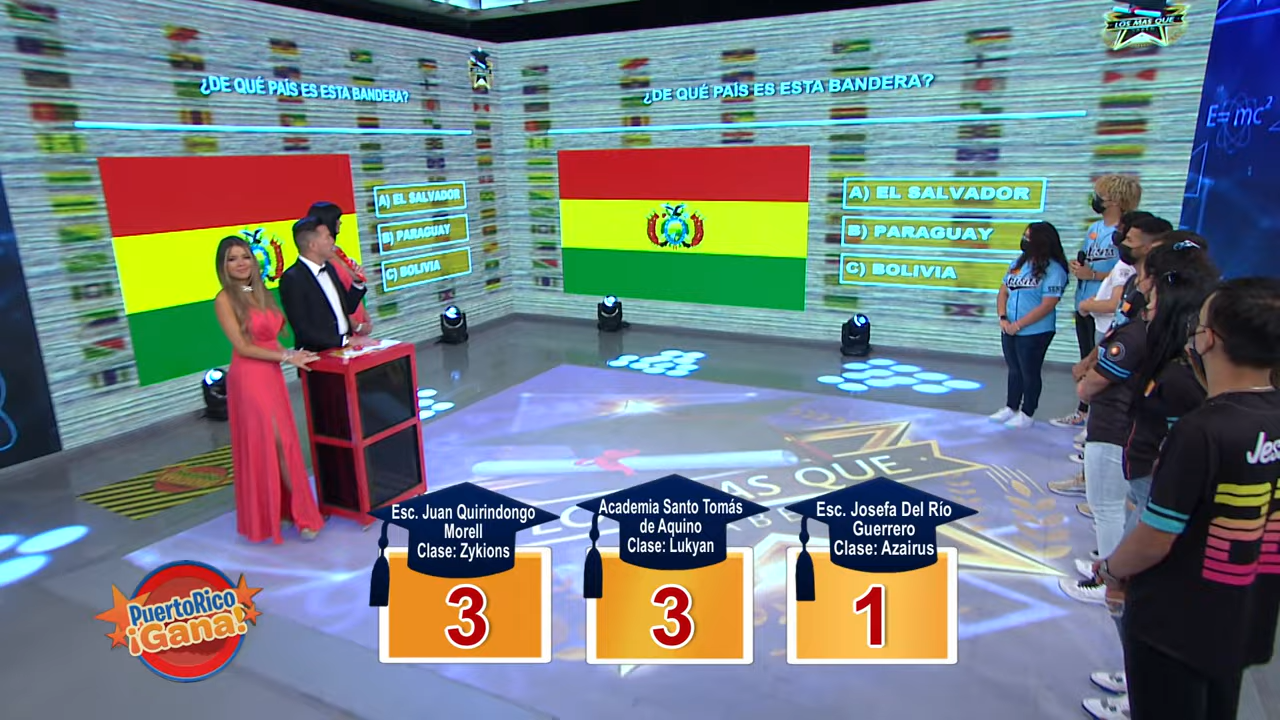 LOS MAS QUE
¿DE QUÉ PAÍS ES ESTA BANDERA?
A) EL SALVADOR
B) PARAGUAY
C) BOLIVIA
¿DE QUÉ PAÍS ES ESTA BANDERA?
A) EL SALVADOR
B) PARAGUAY
C) BOLIVIA
E=mc²
MAS QUE
Esc. Juan Quirindongo
Morell
Clase: Zykions
3
Academia Santo Tomás
de Aquino
Clase: Lukyan
3
Esc. Josefa Del Río
Guerrero
Clase: Azairus
1
PuertoRico
¡Gana!